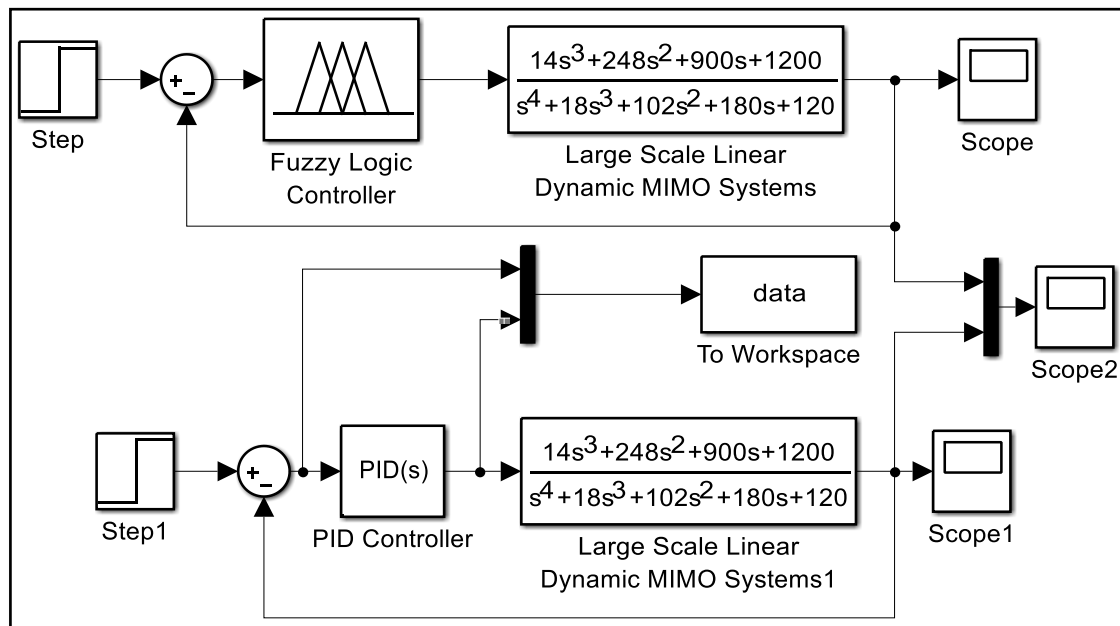 Step
+
−
Fuzzy Logic
Controller
14s³+248s²+900s+1200
s⁴+18s³+102s²+180s+120
Large Scale Linear
Dynamic MIMO Systems
Scope
data
To Workspace
Scope2
Step1
+
−
PID(s)
PID Controller
14s³+248s²+900s+1200
s⁴+18s³+102s²+180s+120
Large Scale Linear
Dynamic MIMO Systems1
Scope1